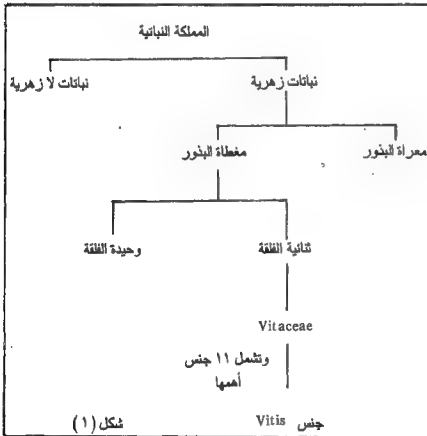 المملكة النباتية
نباتات زهرية
نباتات لا زهرية
معراة البذور
مغطاة البذور
ثنائية الفلقة
وحيدة الفلقة
Vitaceae
وتشمل ١١ جنس
أهمها
جنس Vitis
شكل (١)